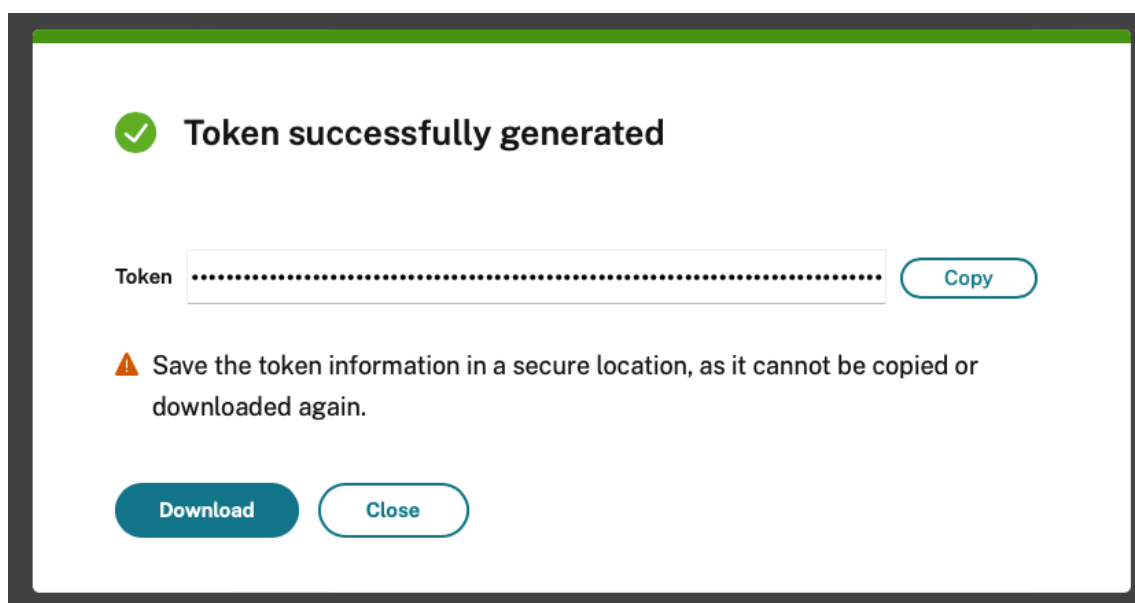 Token successfully generated
Token
Copy
Save the token information in a secure location, as it cannot be copied or
downloaded again.
Download
Close